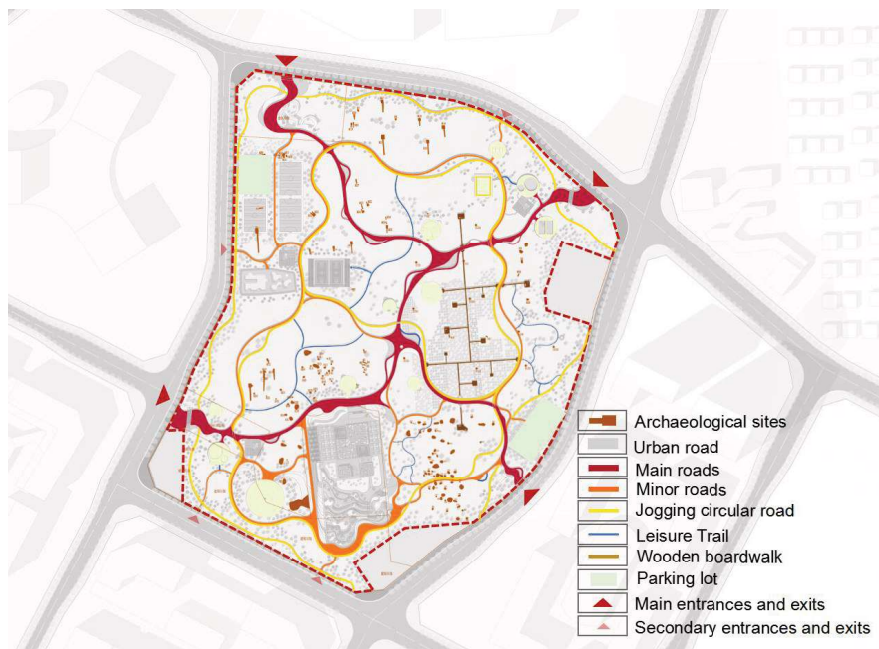 Archaeological sites
Urban road
Main roads
Minor roads
Jogging circular road
Leisure Trail
Wooden boardwalk
Parking lot
Main entrances and exits
Secondary entrances and exits